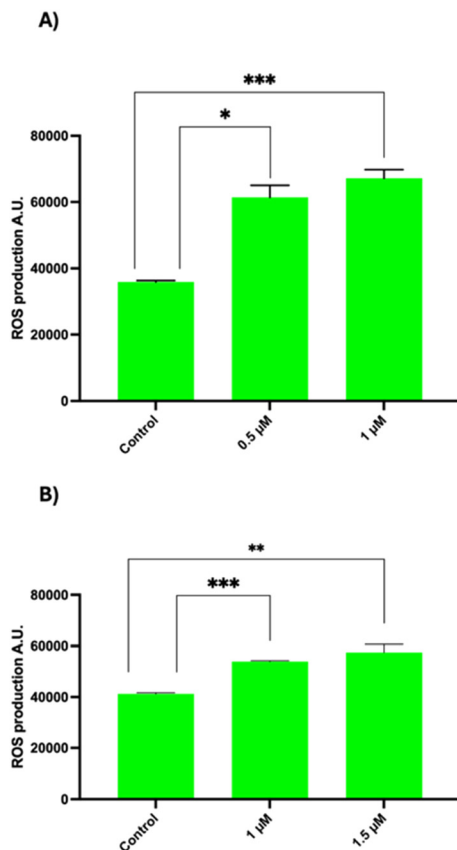 A)
***
*
80000
60000
40000
20000
0
ROS production A.U.
Control
0.5 µM
1 µM
B)
**
***
80000
60000
40000
20000
0
ROS production A.U.
Control
1 µM
1.5 µM